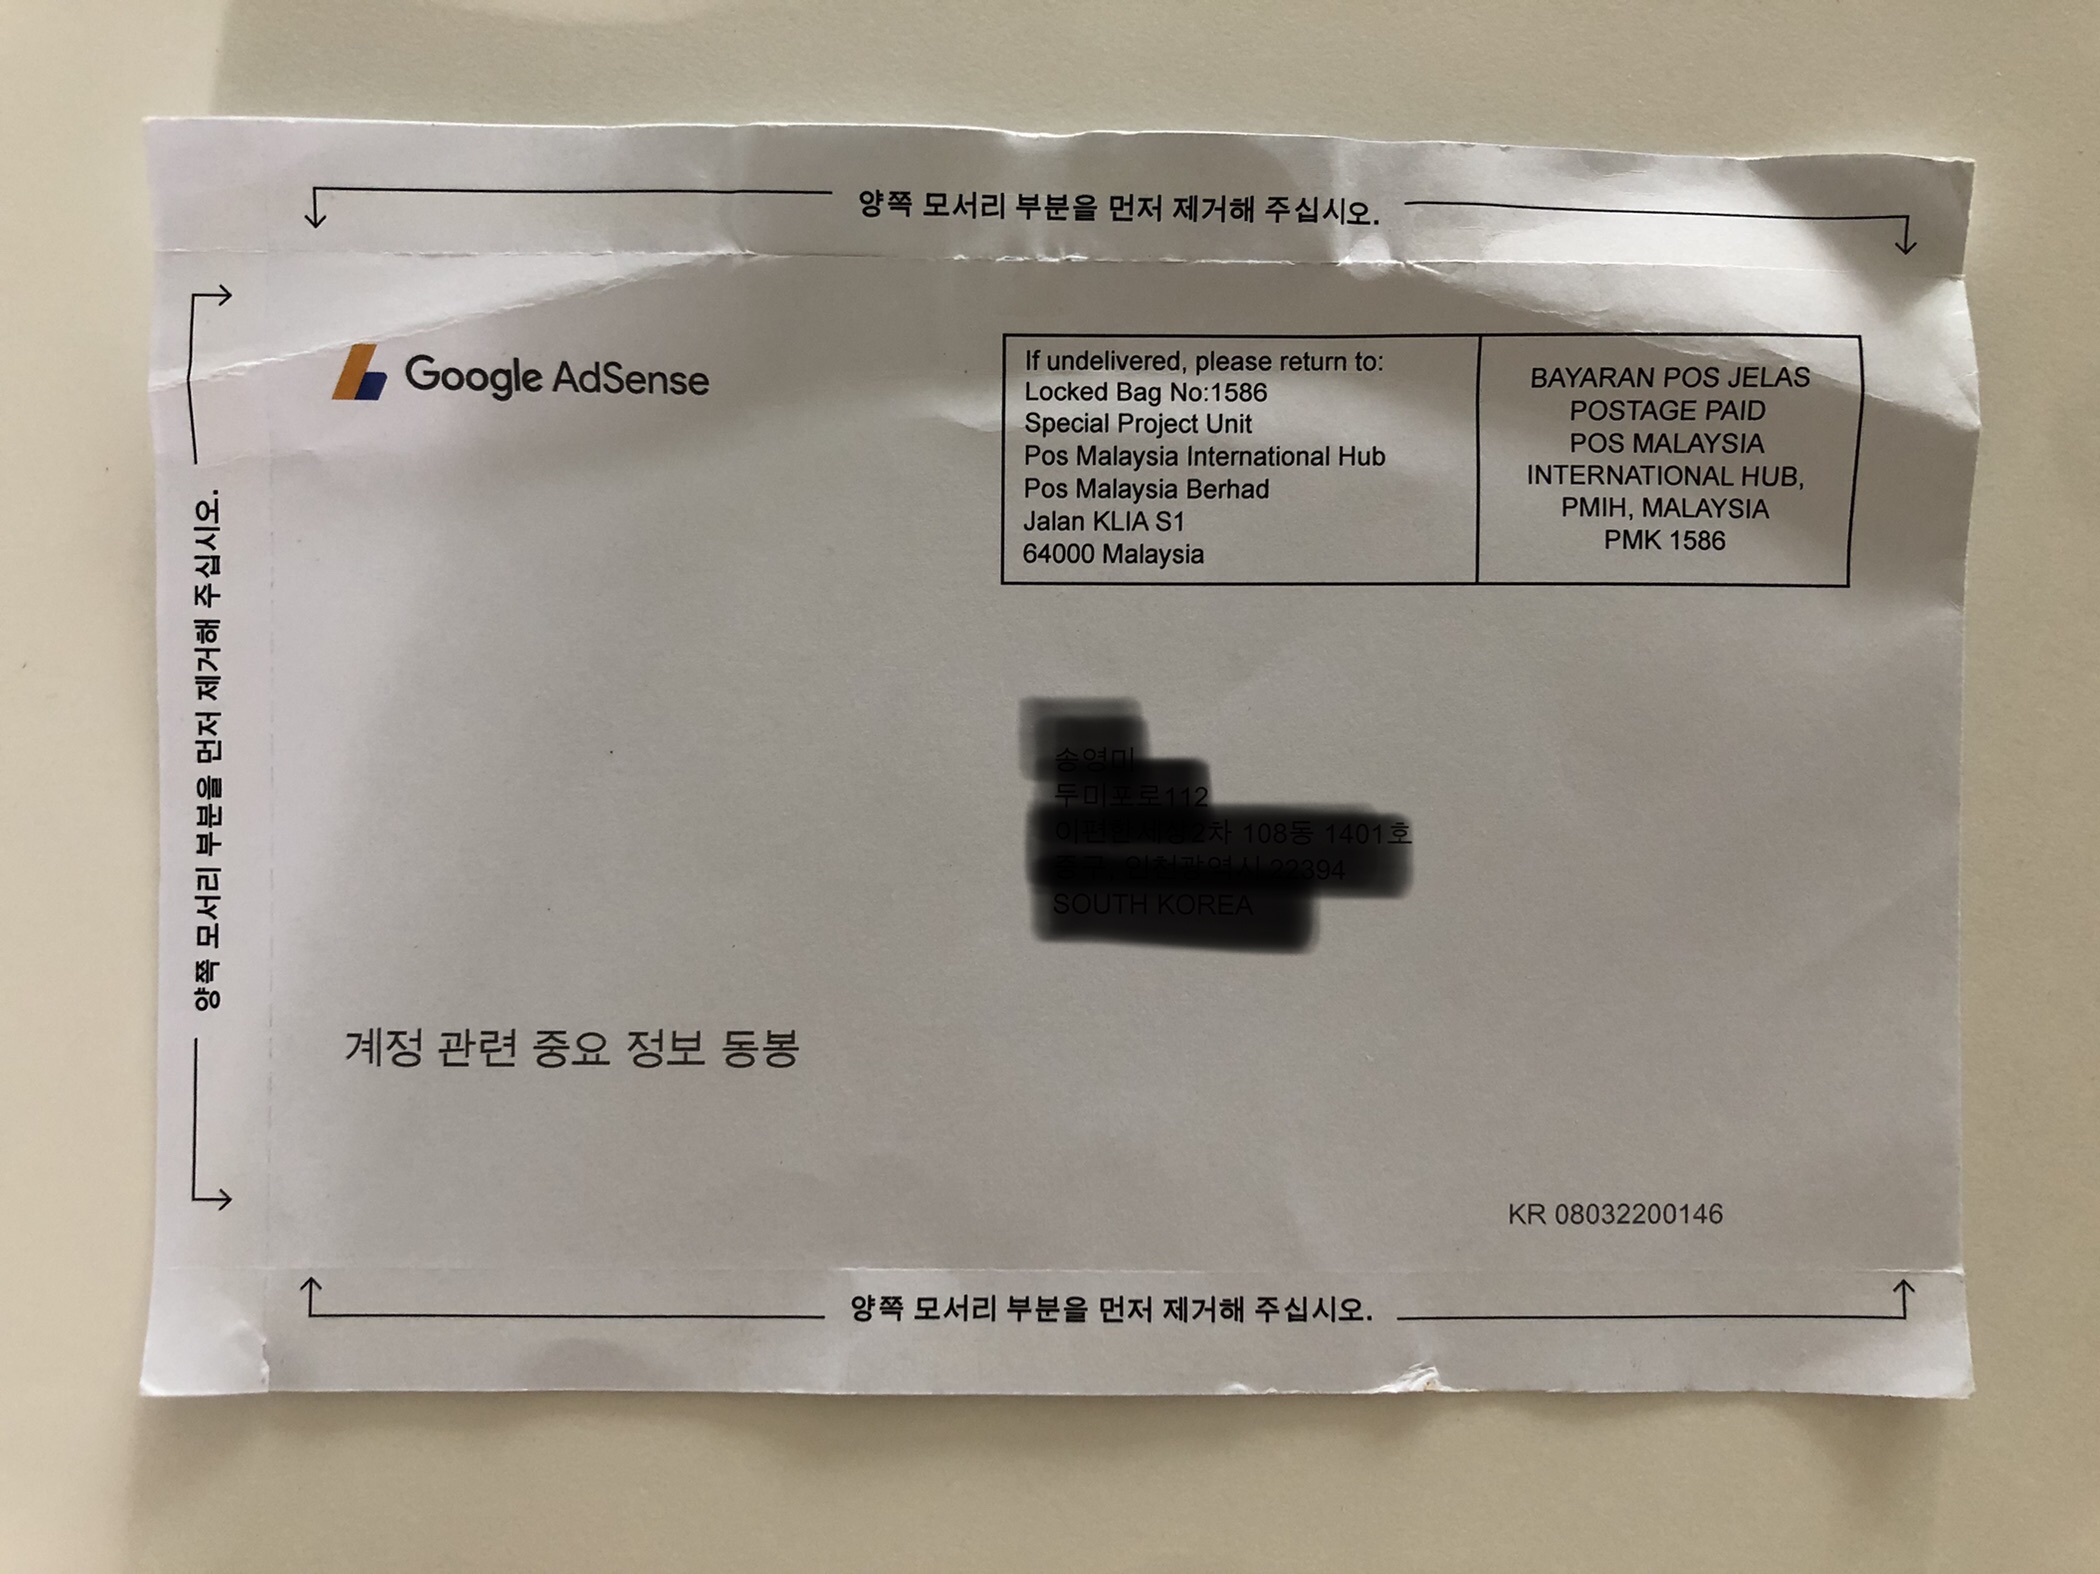 양쪽 모서리 부분을 먼저 제거해 주십시오.
양쪽 모서리 부분을 먼저 제거해 주십시오.
Google AdSense
If undelivered, please return to:
Locked Bag No:1586
Special Project Unit
Pos Malaysia International Hub
Pos Malaysia Berhad
Jalan KLIA S1
64000 Malaysia
BAYARAN POS JELAS
POSTAGE PAID
POS MALAYSIA
INTERNATIONAL HUB,
PMIH, MALAYSIA
PMK 1586
계정 관련 중요 정보 동봉
KR 08032200146
양쪽 모서리 부분을 먼저 제거해 주십시오.